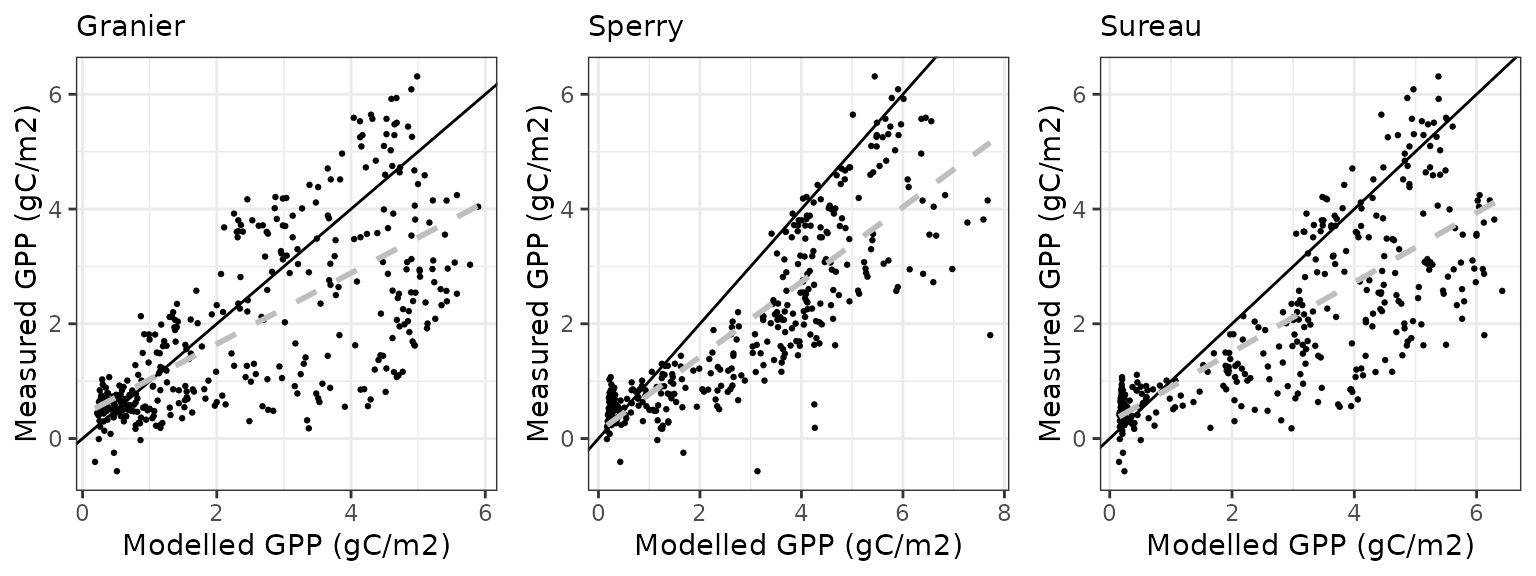 Granier
Measured GPP (gC/m2)
6
4
2
0
0 2 4 6
Modelled GPP (gC/m2)
Sperry
Measured GPP (gC/m2)
6
4
2
0
0 2 4 6 8
Modelled GPP (gC/m2)
Sureau
Measured GPP (gC/m2)
6
4
2
0
0 2 4 6
Modelled GPP (gC/m2)